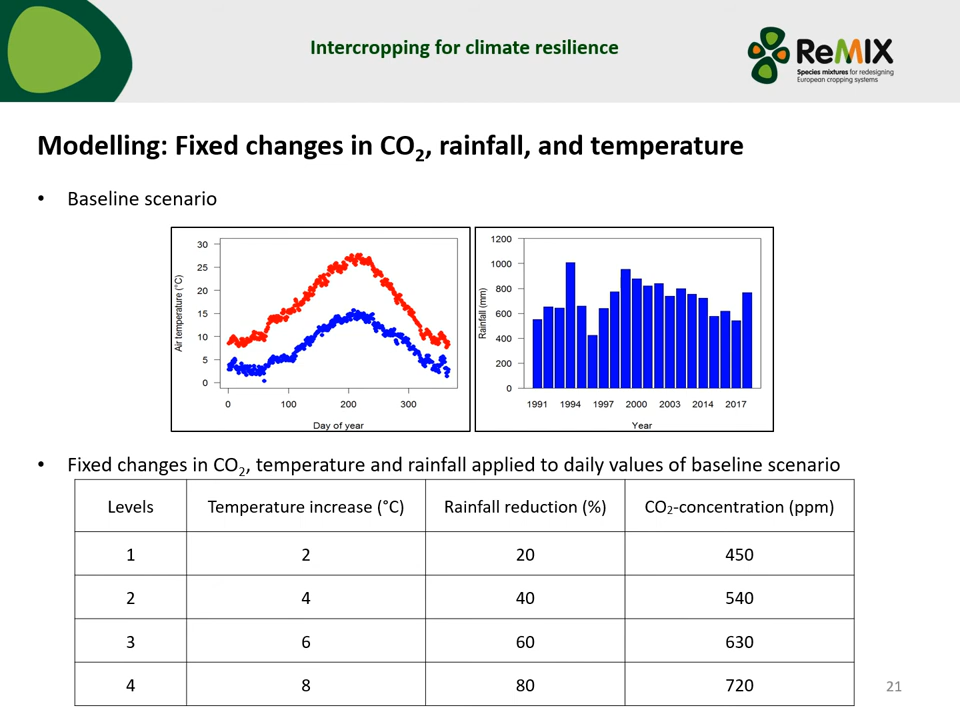 Intercropping for climate resilience
ReMIX
Species mixtures for redesigning
European cropping systems
Modelling: Fixed changes in CO2, rainfall, and temperature
• Baseline scenario
30
25
20
15
10
5
0
Air temperature (°C)
0 100 200 300
Day of year
1200
1000
800
600
400
200
0
Rainfall (mm)
1991 1994 1997 2000 2003 2014 2017
Year
• Fixed changes in CO2, temperature and rainfall applied to daily values of baseline scenario
Levels Temperature increase (°C) Rainfall reduction (%) CO2-concentration (ppm)
1 2 20 450
2 4 40 540
3 6 60 630
4 8 80 720
21